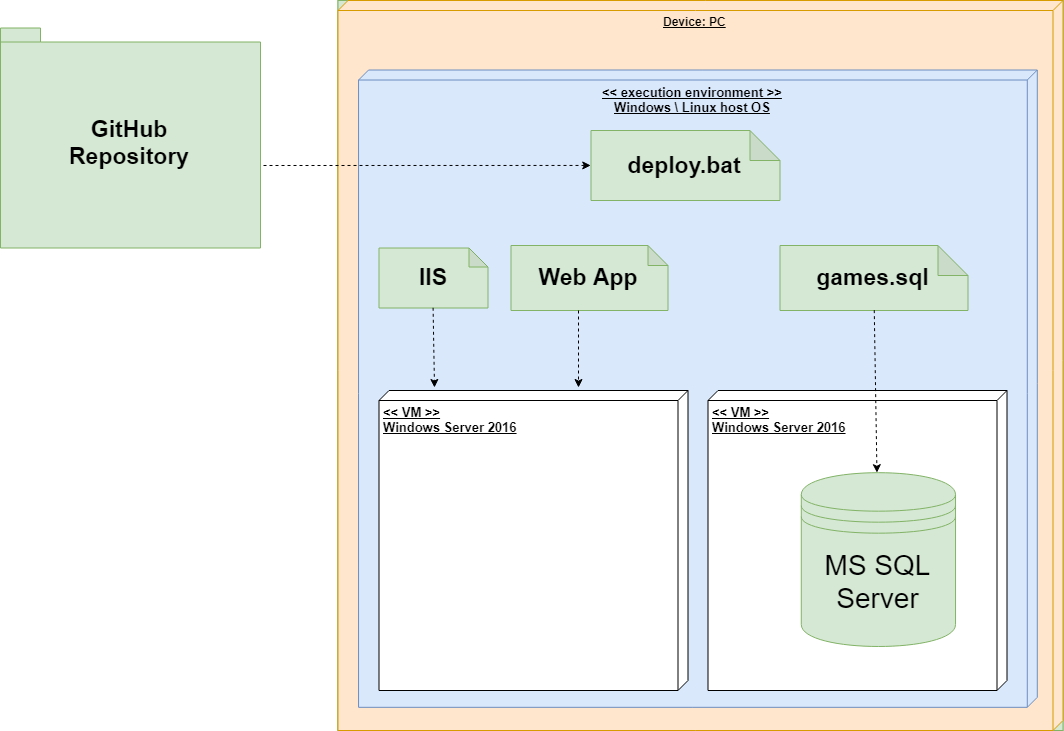 Device: PC
<< execution environment >>
Windows \ Linux host OS
GitHub
Repository
deploy.bat
IIS
Web App
games.sql
<< VM >>
Windows Server 2016
<< VM >>
Windows Server 2016
MS SQL
Server